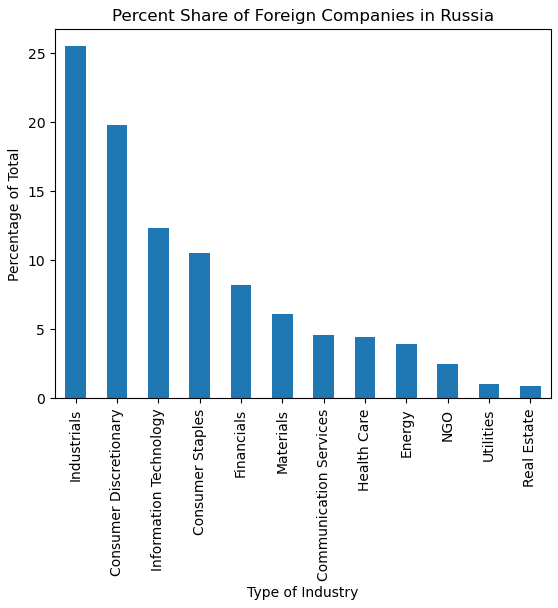 Percent Share of Foreign Companies in Russia
Percentage of Total
25
20
15
10
5
0
Industrials
Consumer Discretionary
Information Technology
Consumer Staples
Financials
Materials
Communication Services
Health Care
Energy
NGO
Utilities
Real Estate
Type of Industry